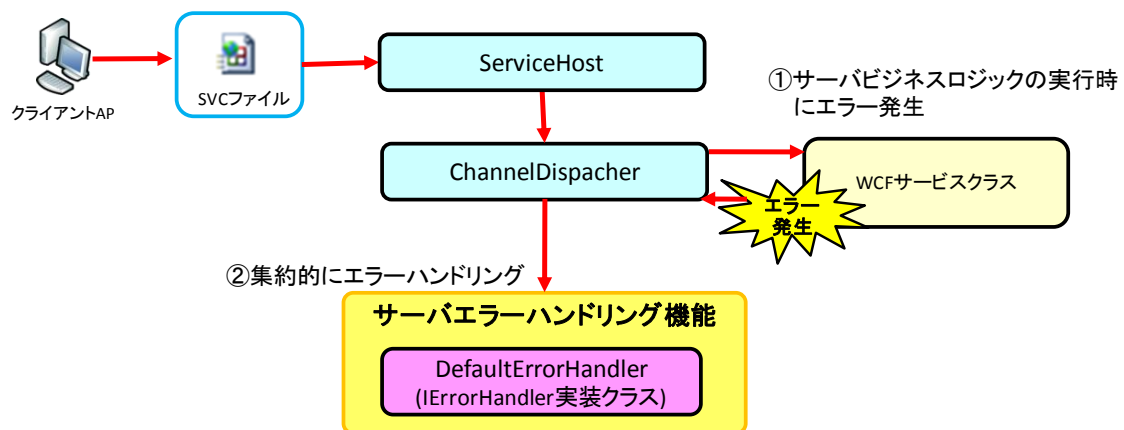 クライアントAP
SVCファイル
ServiceHost
①サーバビジネスロジックの実行時
にエラー発生
ChannelDispacher
WCFサービスクラス
エラー
発生
②集約的にエラーハンドリング
サーバエラーハンドリング機能
DefaultErrorHandler
(IErrorHandler実装クラス)